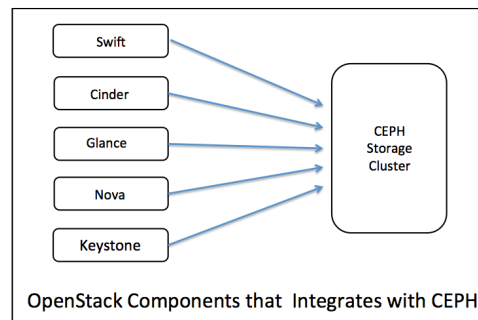 Swift
Cinder
Glance
Nova
Keystone
CEPH
Storage
Cluster
OpenStack Components that Integrates with CEPH